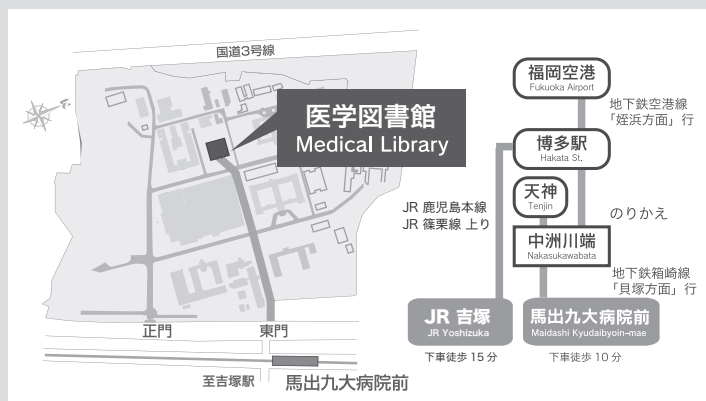 国道3号線
医学図書館
Medical Library
正門
東門
至吉塚駅
馬出九大病院前
福岡空港
Fukuoka Airport
地下鉄空港線
「姪浜方面」行
博多駅
Hakata St.
天神
Tenjin
JR 鹿児島本線
JR 篠栗線 上り
のりかえ
中洲川端
Nakasukawabata
地下鉄箱崎線
「貝塚方面」行
JR 吉塚
JR Yoshizuka
下車徒歩 15 分
馬出九大病院前
Maidashi Kyudaibyoin-mae
下車徒歩 10 分